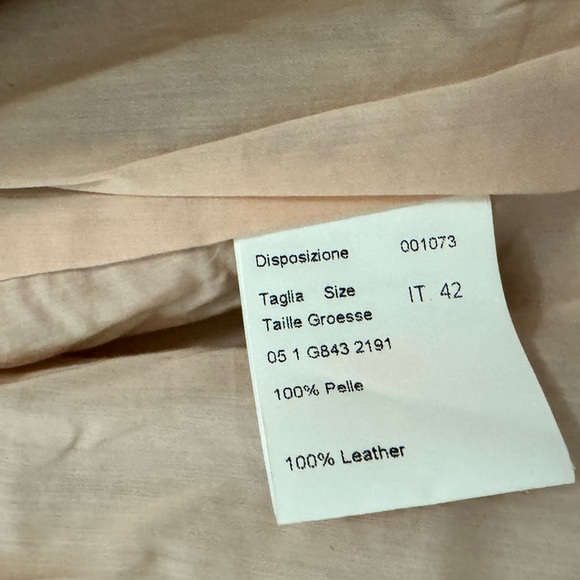 Disposizione 001073
Taglia Size IT 42
Taille Groesse
05 1 G843 2191
100% Pelle
100% Leather